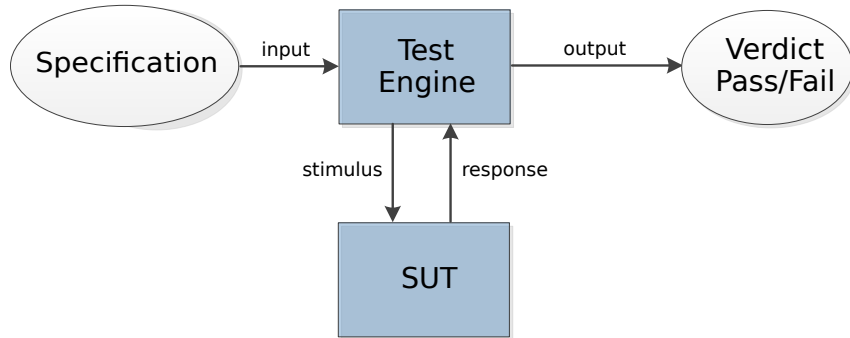 Specification
input
Test
Engine
output
Verdict
Pass/Fail
stimulus
response
SUT